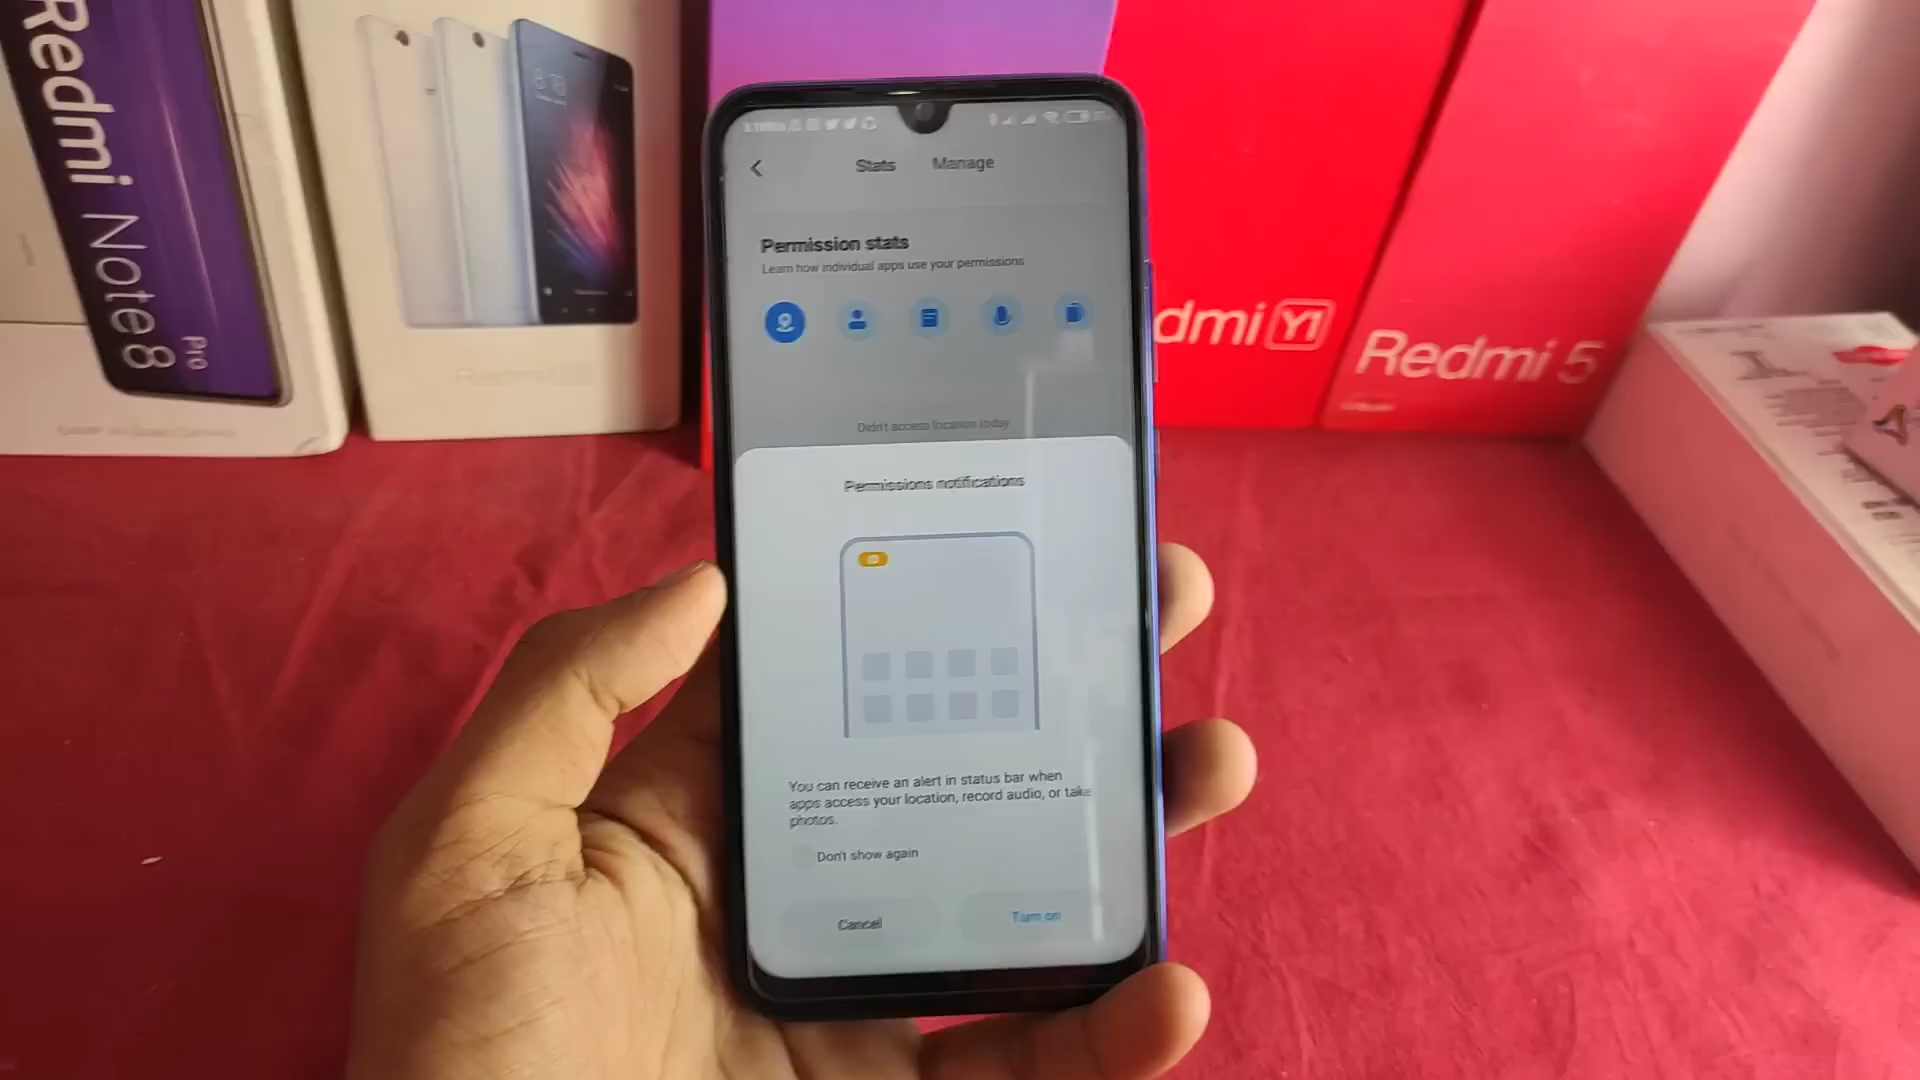 Redmi Note 8
Pro
dmi Y1
Redmi 5
Stats
Manage
Permission stats
Learn how individual apps use your permissions
Didn't access location today
Permissions notifications
You can receive an alert in status bar when
apps access your location, record audio, or take
photos.
Don't show again
Cancel
Turn on